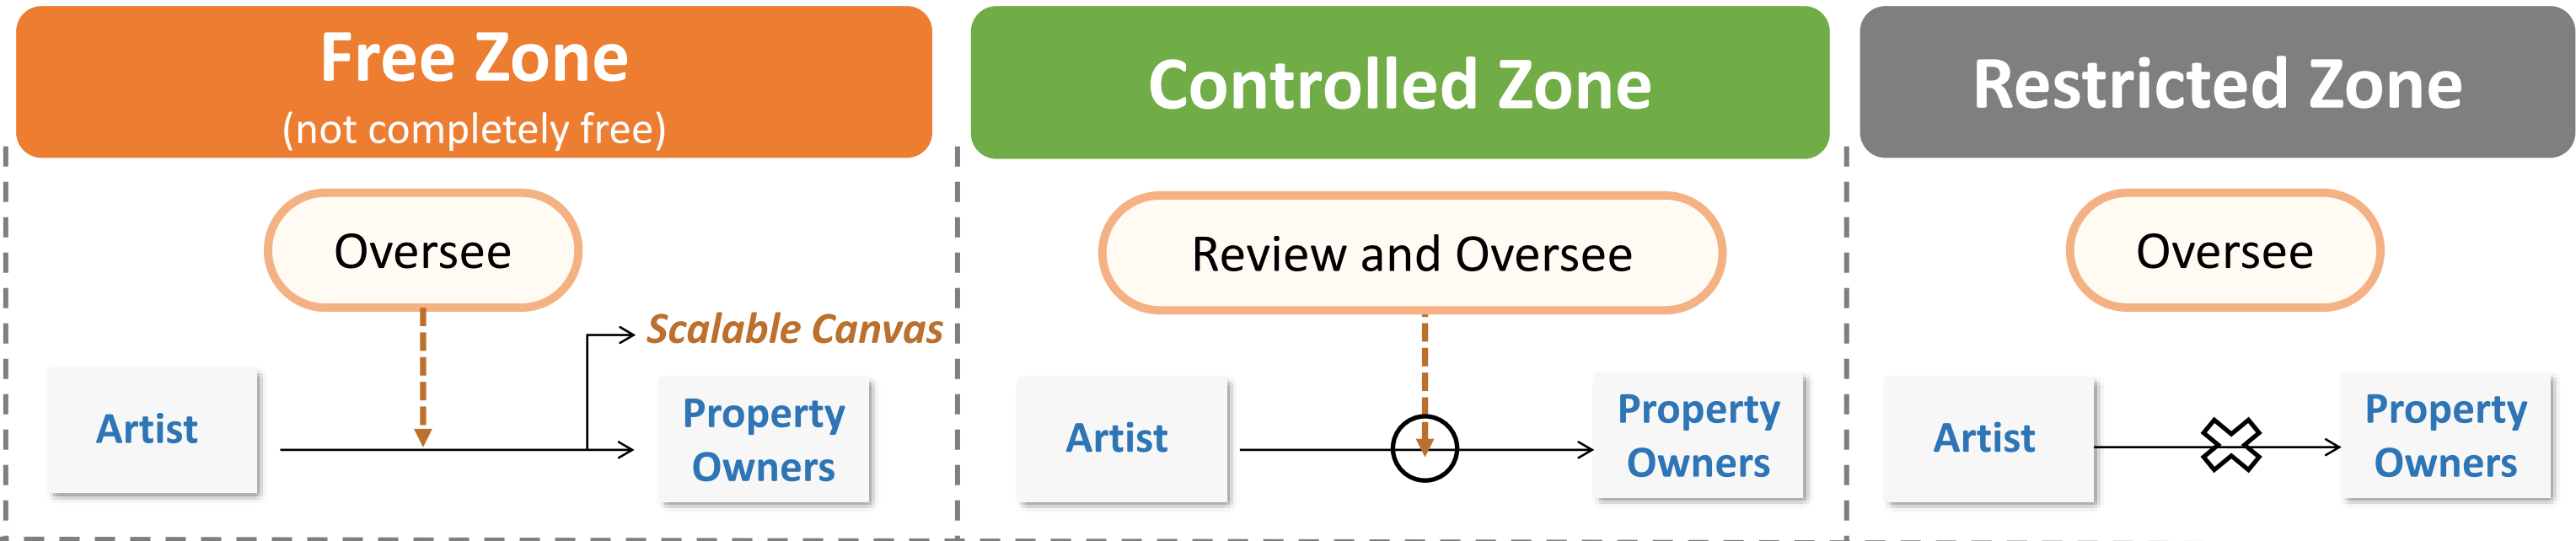 Free Zone
(not completely free)
Controlled Zone
Restricted Zone
Oversee
Scalable Canvas
Artist
Property
Owners
Review and Oversee
Artist
Property
Owners
Oversee
Artist
Property
Owners